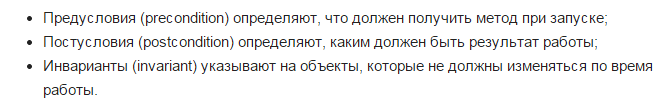 • Предусловия (precondition) определяют, что должен получить метод при запуске;
• Постусловия (postcondition) определяют, каким должен быть результат работы;
• Инварианты (invariant) указывают на объекты, которые не должны изменяться по время
работы.